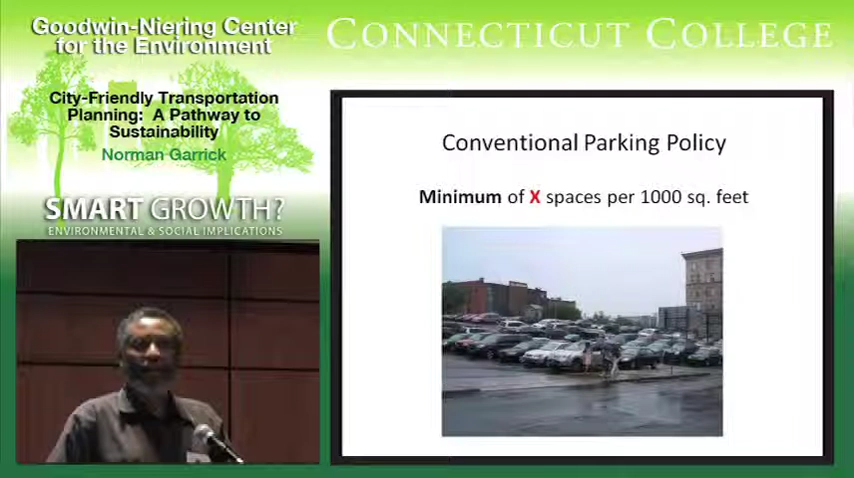 Goodwin-Niering Center
for the Environment
CONNECTICUT COLLEGE
City-Friendly Transportation
Planning: A Pathway to
Sustainability
Norman Garrick
SMART GROWTH?
ENVIRONMENTAL & SOCIAL IMPLICATIONS
Conventional Parking Policy
Minimum of X spaces per 1000 sq. feet